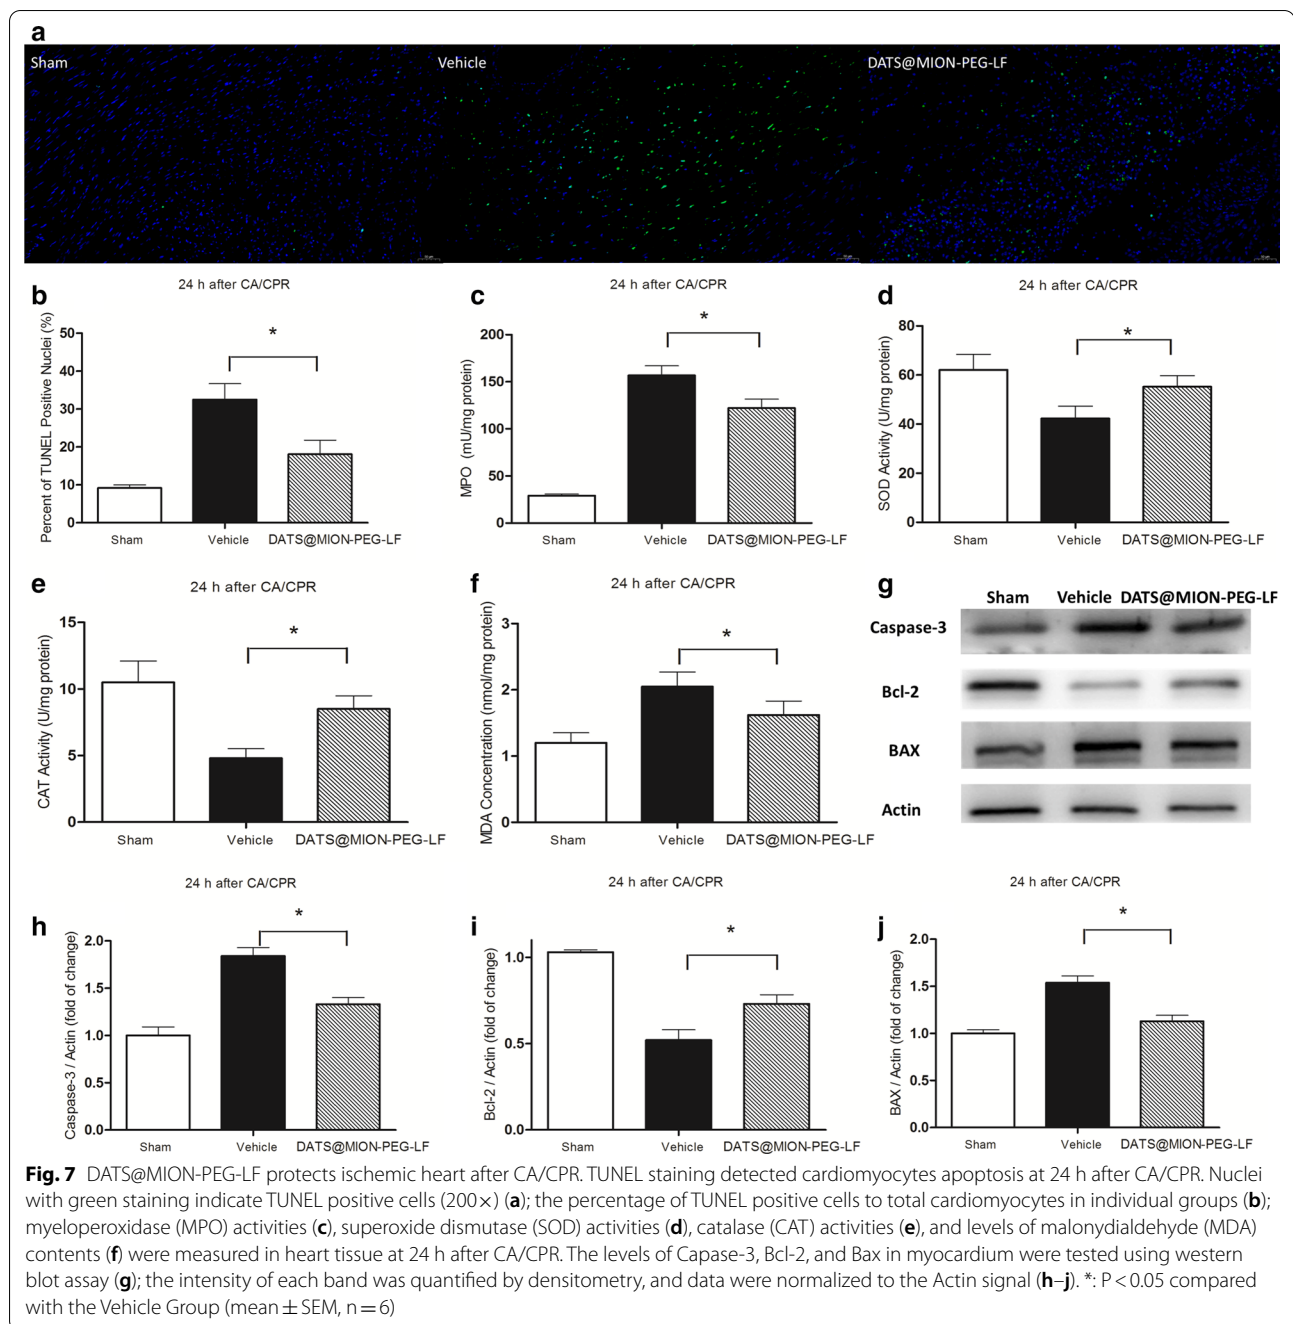 a
Sham
Vehicle
DATS@MION-PEG-LF
b
24 h after CA/CPR
Percent of TUNEL Positive Nuclei (%)
50
40
30
20
10
0
*
Sham
Vehicle
DATS@MION-PEG-LF
c
24 h after CA/CPR
MPO (mU/mg protein)
200
150
100
50
0
*
Sham
Vehicle
DATS@MION-PEG-LF
d
24 h after CA/CPR
SOD Activity (U/mg protein)
80
60
40
20
0
*
Sham
Vehicle
DATS@MION-PEG-LF
e
24 h after CA/CPR
CAT Activity (U/mg protein)
15
10
5
0
*
Sham
Vehicle
DATS@MION-PEG-LF
f
24 h after CA/CPR
MDA Concentration (nmol/mg protein)
3
2
1
0
*
Sham
Vehicle
DATS@MION-PEG-LF
g
Sham Vehicle DATS@MION-PEG-LF
Caspase-3
Bcl-2
BAX
Actin
h
24 h after CA/CPR
Caspase-3 / Actin (fold of change)
2.0
1.5
1.0
0.5
0.0
*
Sham
Vehicle
DATS@MION-PEG-LF
i
24 h after CA/CPR
Bcl-2 / Actin (fold of change)
1.0
0.5
0.0
*
Sham
Vehicle
DATS@MION-PEG-LF
j
24 h after CA/CPR
BAX / Actin (fold of change)
2.0
1.5
1.0
0.5
0.0
*
Sham
Vehicle
DATS@MION-PEG-LF
Fig. 7 DATS@MION-PEG-LF protects ischemic heart after CA/CPR. TUNEL staining detected cardiomyocytes apoptosis at 24 h after CA/CPR. Nuclei
with green staining indicate TUNEL positive cells (200×) (a); the percentage of TUNEL positive cells to total cardiomyocytes in individual groups (b);
myeloperoxidase (MPO) activities (c), superoxide dismutase (SOD) activities (d), catalase (CAT) activities (e), and levels of malonydialdehyde (MDA)
contents (f) were measured in heart tissue at 24 h after CA/CPR. The levels of Capase-3, Bcl-2, and Bax in myocardium were tested using western
blot assay (g); the intensity of each band was quantified by densitometry, and data were normalized to the Actin signal (h–j). *: P < 0.05 compared
with the Vehicle Group (mean ± SEM, n = 6)